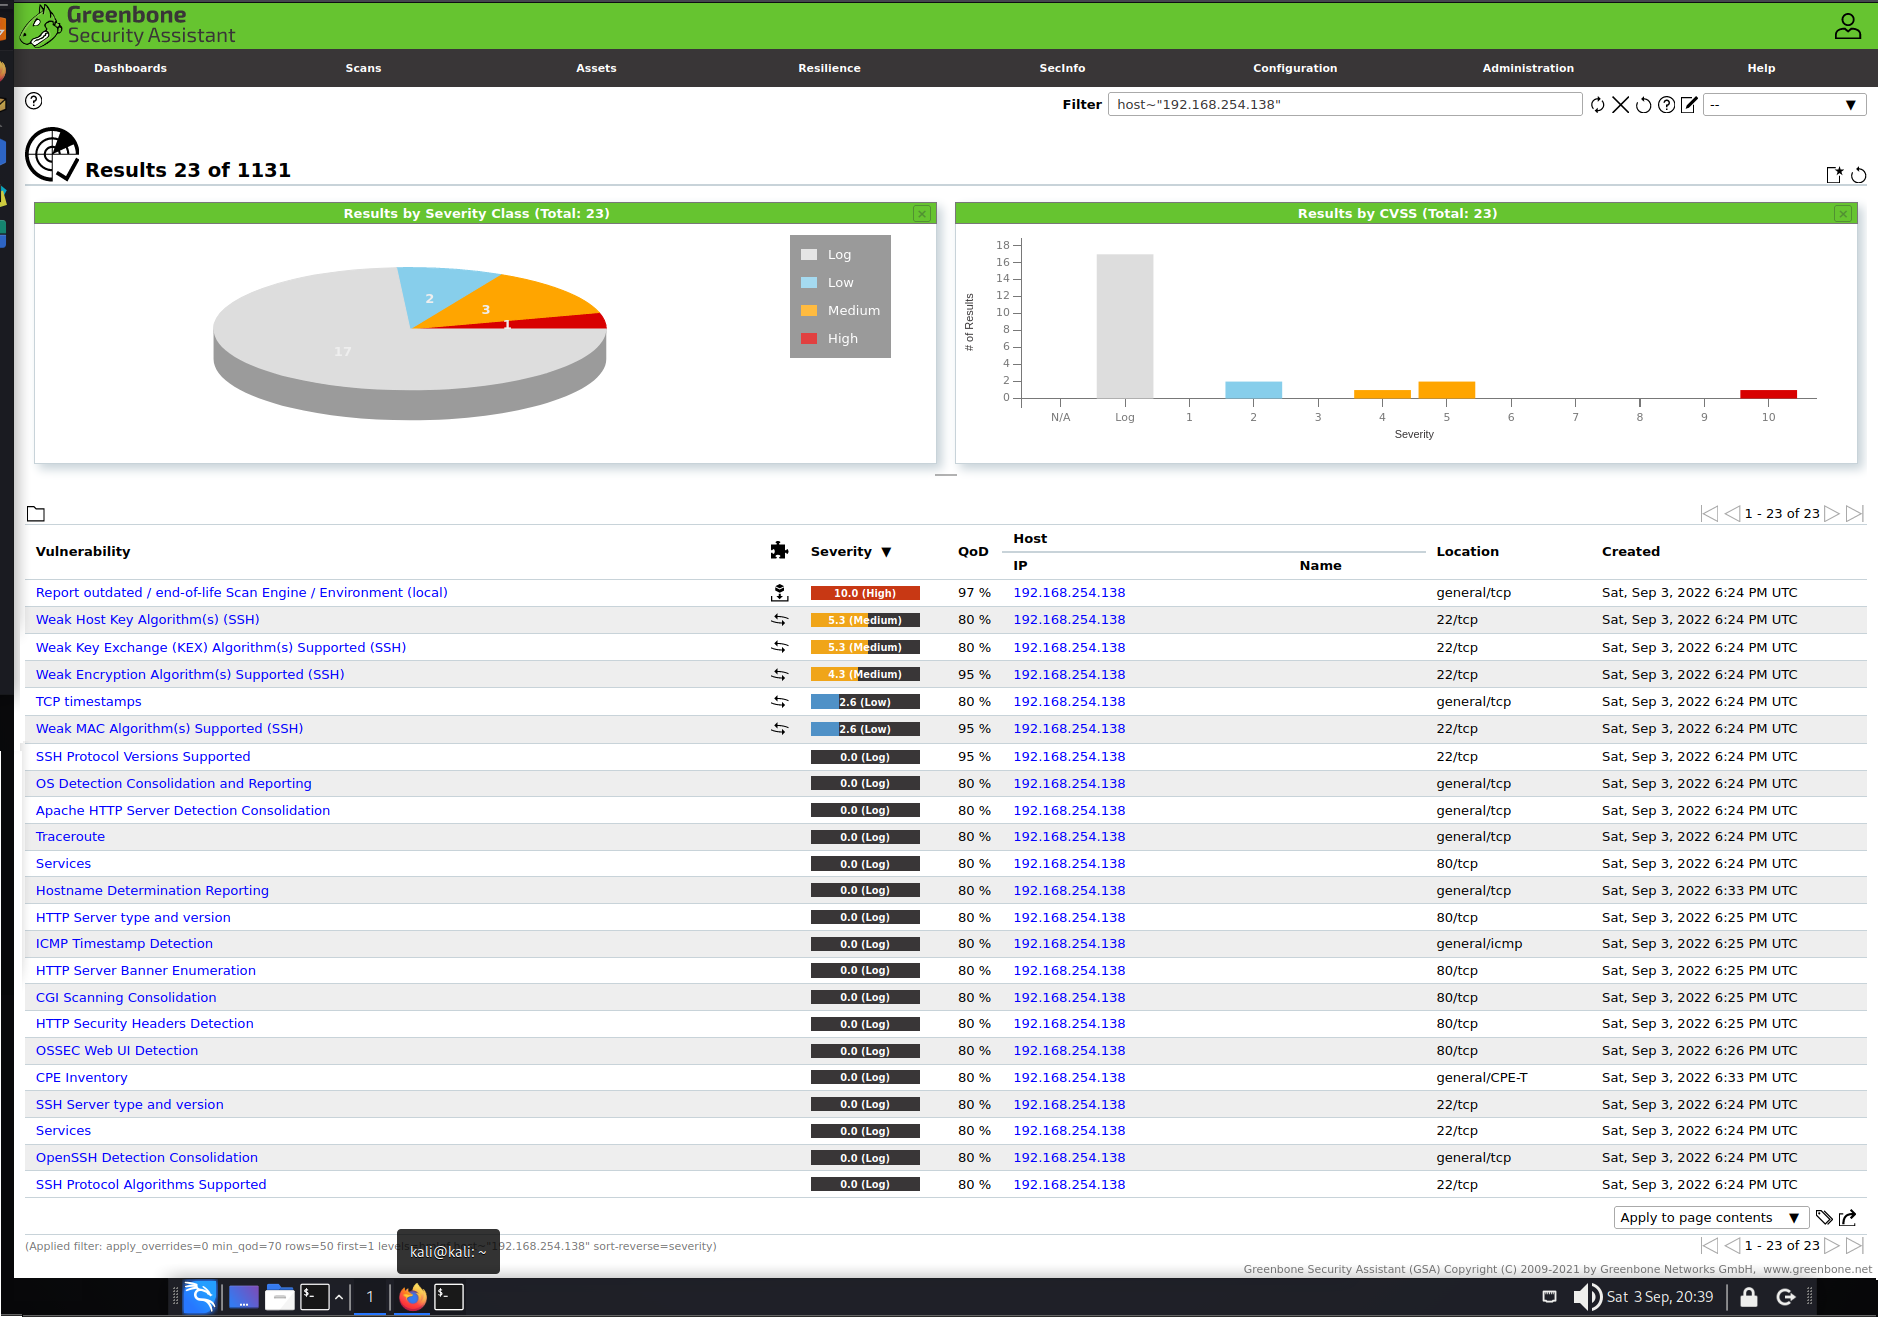 Greenbone
Security Assistant
Dashboards Scans Assets Resilience SecInfo Configuration Administration Help
Filter host~"192.168.254.138" --
Results 23 of 1131
Results by Severity Class (Total: 23)
Log
Low
Medium
High
2
3
1
17
Results by CVSS (Total: 23)
18
16
14
12
10
8
6
4
2
0
# of Results
N/A Log 1 2 3 4 5 6 7 8 9 10
Severity
1 - 23 of 23
Vulnerability Severity ▼ QoD Host IP Name Location Created
Report outdated / end-of-life Scan Engine / Environment (local) 10.0 (High) 97 % 192.168.254.138 general/tcp Sat, Sep 3, 2022 6:24 PM UTC
Weak Host Key Algorithm(s) (SSH) 5.3 (Medium) 80 % 192.168.254.138 22/tcp Sat, Sep 3, 2022 6:24 PM UTC
Weak Key Exchange (KEX) Algorithm(s) Supported (SSH) 5.3 (Medium) 80 % 192.168.254.138 22/tcp Sat, Sep 3, 2022 6:24 PM UTC
Weak Encryption Algorithm(s) Supported (SSH) 4.3 (Medium) 95 % 192.168.254.138 22/tcp Sat, Sep 3, 2022 6:24 PM UTC
TCP timestamps 2.6 (Low) 80 % 192.168.254.138 general/tcp Sat, Sep 3, 2022 6:24 PM UTC
Weak MAC Algorithm(s) Supported (SSH) 2.6 (Low) 95 % 192.168.254.138 22/tcp Sat, Sep 3, 2022 6:24 PM UTC
SSH Protocol Versions Supported 0.0 (Log) 95 % 192.168.254.138 22/tcp Sat, Sep 3, 2022 6:24 PM UTC
OS Detection Consolidation and Reporting 0.0 (Log) 80 % 192.168.254.138 general/tcp Sat, Sep 3, 2022 6:24 PM UTC
Apache HTTP Server Detection Consolidation 0.0 (Log) 80 % 192.168.254.138 general/tcp Sat, Sep 3, 2022 6:24 PM UTC
Traceroute 0.0 (Log) 80 % 192.168.254.138 general/tcp Sat, Sep 3, 2022 6:24 PM UTC
Services 0.0 (Log) 80 % 192.168.254.138 80/tcp Sat, Sep 3, 2022 6:24 PM UTC
Hostname Determination Reporting 0.0 (Log) 80 % 192.168.254.138 general/tcp Sat, Sep 3, 2022 6:33 PM UTC
HTTP Server type and version 0.0 (Log) 80 % 192.168.254.138 80/tcp Sat, Sep 3, 2022 6:25 PM UTC
ICMP Timestamp Detection 0.0 (Log) 80 % 192.168.254.138 general/icmp Sat, Sep 3, 2022 6:25 PM UTC
HTTP Server Banner Enumeration 0.0 (Log) 80 % 192.168.254.138 80/tcp Sat, Sep 3, 2022 6:25 PM UTC
CGI Scanning Consolidation 0.0 (Log) 80 % 192.168.254.138 80/tcp Sat, Sep 3, 2022 6:25 PM UTC
HTTP Security Headers Detection 0.0 (Log) 80 % 192.168.254.138 80/tcp Sat, Sep 3, 2022 6:25 PM UTC
OSSEC Web UI Detection 0.0 (Log) 80 % 192.168.254.138 80/tcp Sat, Sep 3, 2022 6:26 PM UTC
CPE Inventory 0.0 (Log) 80 % 192.168.254.138 general/CPE-T Sat, Sep 3, 2022 6:33 PM UTC
SSH Server type and version 0.0 (Log) 80 % 192.168.254.138 22/tcp Sat, Sep 3, 2022 6:24 PM UTC
Services 0.0 (Log) 80 % 192.168.254.138 22/tcp Sat, Sep 3, 2022 6:24 PM UTC
OpenSSH Detection Consolidation 0.0 (Log) 80 % 192.168.254.138 general/tcp Sat, Sep 3, 2022 6:24 PM UTC
SSH Protocol Algorithms Supported 0.0 (Log) 80 % 192.168.254.138 22/tcp Sat, Sep 3, 2022 6:24 PM UTC
Apply to page contents
(Applied filter: apply_overrides=0 min_qod=70 rows=50 first=1 "192.168.254.138" sort-reverse=severity)
1 - 23 of 23
kali@kali: ~
Greenbone Security Assistant (GSA) Copyright (C) 2009-2021 by Greenbone Networks GmbH, www.greenbone.net
1 Sat 3 Sep, 20:39